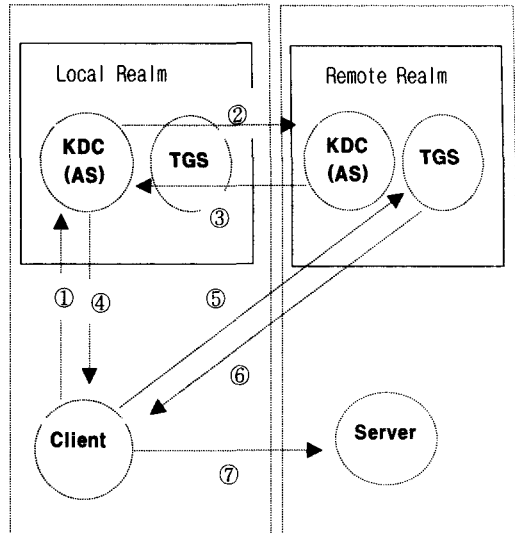 Local Realm
Remote Realm
②
KDC
(AS)
TGS
KDC
(AS)
TGS
③
①
④
⑤
⑥
Client
Server
⑦